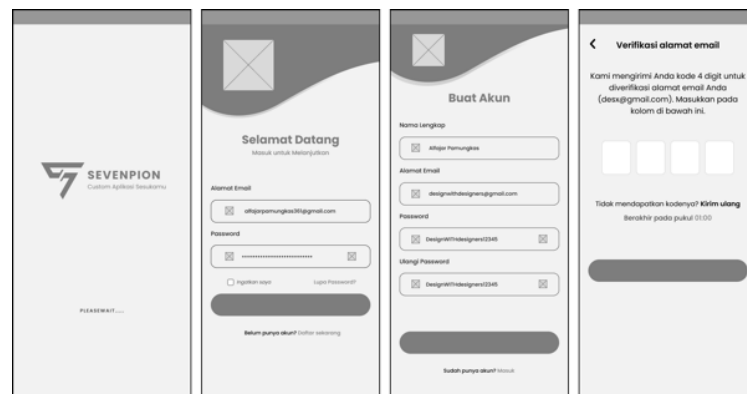 SEVENPION
Custom Aplikasi Sesukamu
PLEASEWAIT.....
Selamat Datang
Masuk untuk Melanjutkan
Alamat Email
alfajarpamungkas361@gmail.com
Password
Ingatkan saya
Lupa Password?
Belum punya akun? Daftar sekarang
Buat Akun
Nama Lengkap
Alfajar Pamungkas
Alamat Email
designwithdesigners@gmail.com
Password
DesignWITHdesigners12345
Ulangi Password
DesignWITHdesigners12345
Sudah punya akun? Masuk
Verifikasi alamat email
Kami mengirimi Anda kode 4 digit untuk
diverifikasi alamat email Anda
(desx@gmail.com). Masukkan pada
kolom di bawah ini.
Tidak mendapatkan kodenya? Kirim ulang
Berakhir pada pukul 01:00